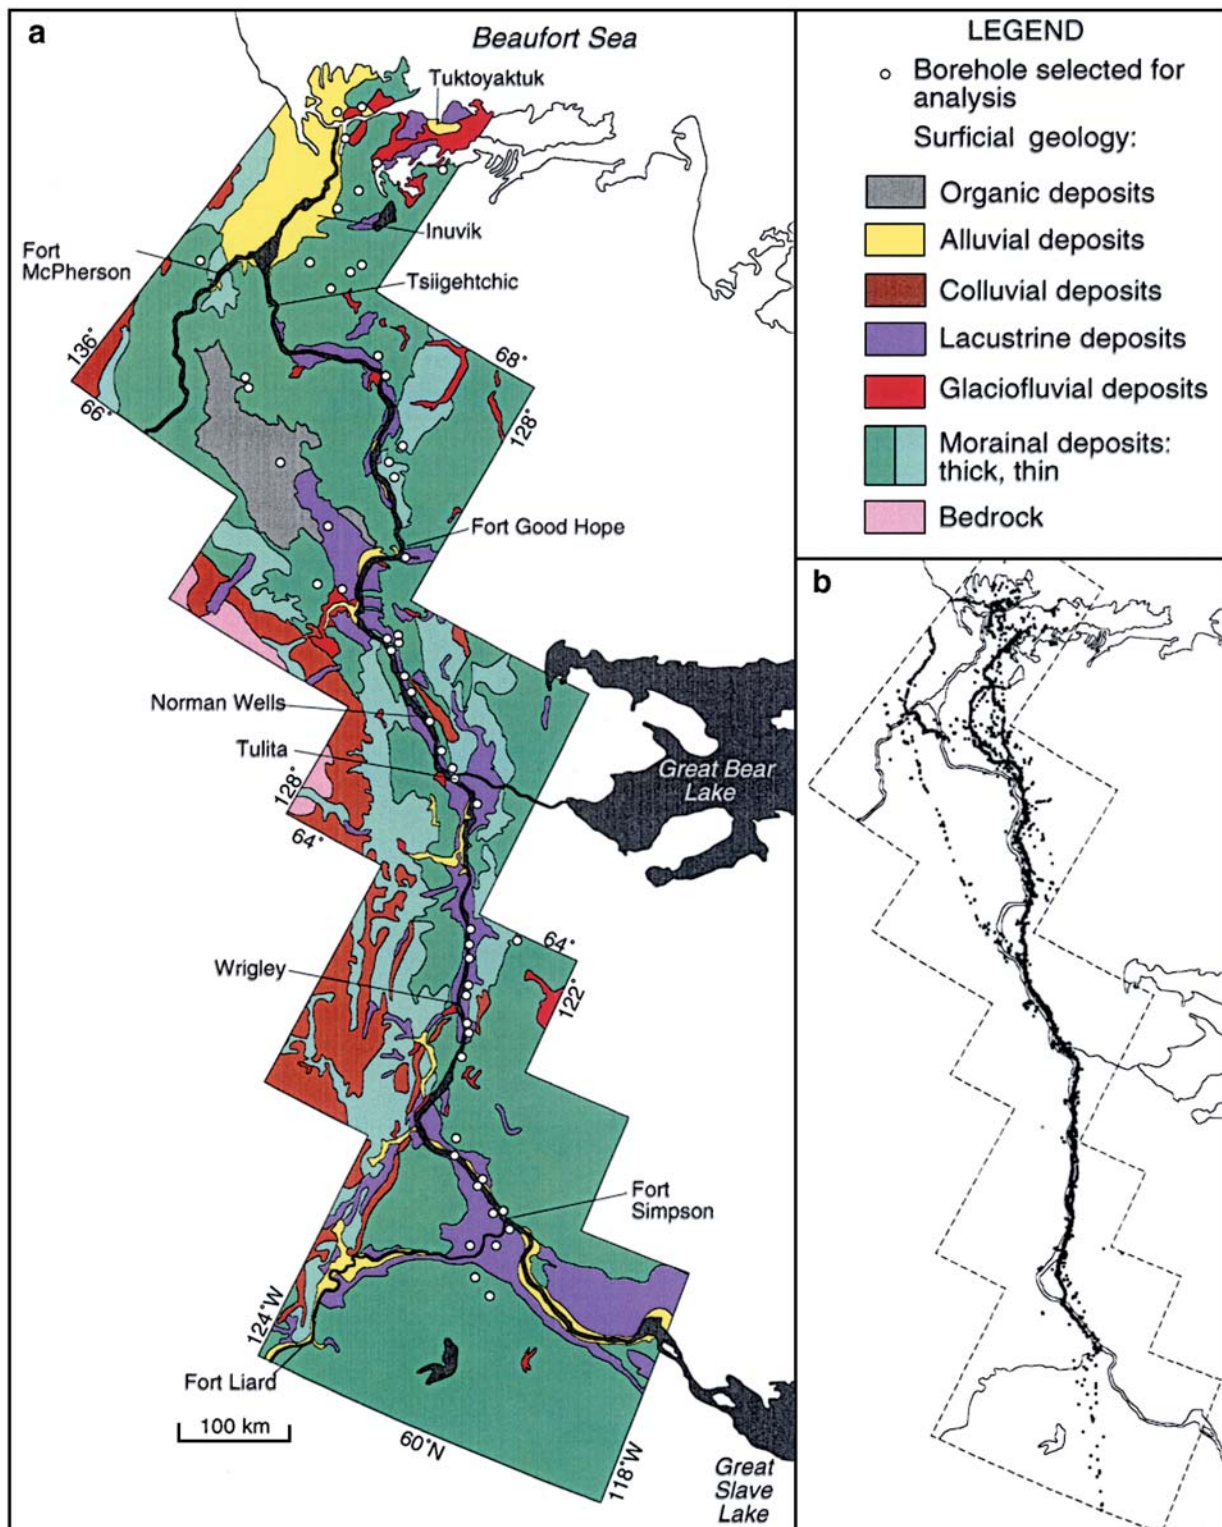 a
Beaufort Sea
Tuktoyaktuk
Inuvik
Fort
McPherson
Tsiigehtchic
136°
66°
68°
128°
Fort Good Hope
Norman Wells
Tulita
128°
64°
Great Bear
Lake
Wrigley
64°
122°
Fort
Simpson
124°W
Fort Liard
100 km
60°N
118°W
Great
Slave
Lake
LEGEND
Borehole selected for
analysis
Surficial geology:
Organic deposits
Alluvial deposits
Colluvial deposits
Lacustrine deposits
Glaciofluvial deposits
Morainal deposits:
thick, thin
Bedrock
b